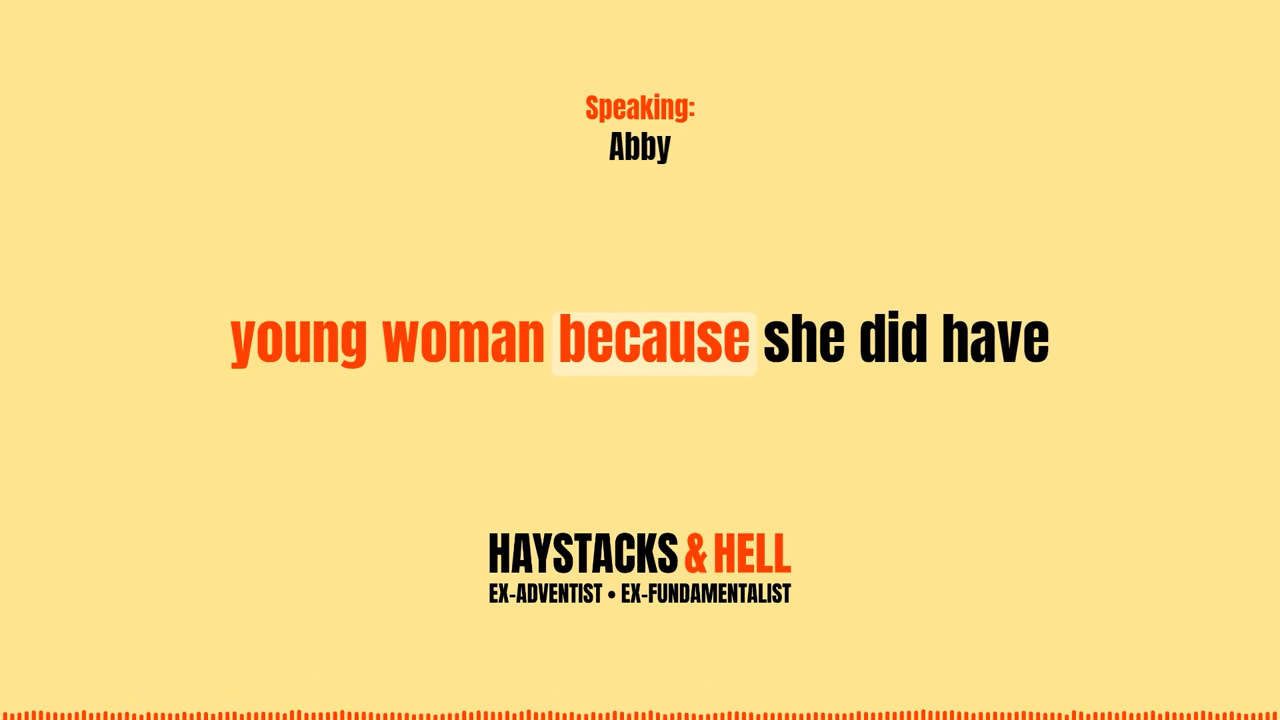 Speaking:
Abby
young woman because she did have
HAYSTACKS & HELL
EX-ADVENTIST • EX-FUNDAMENTALIST